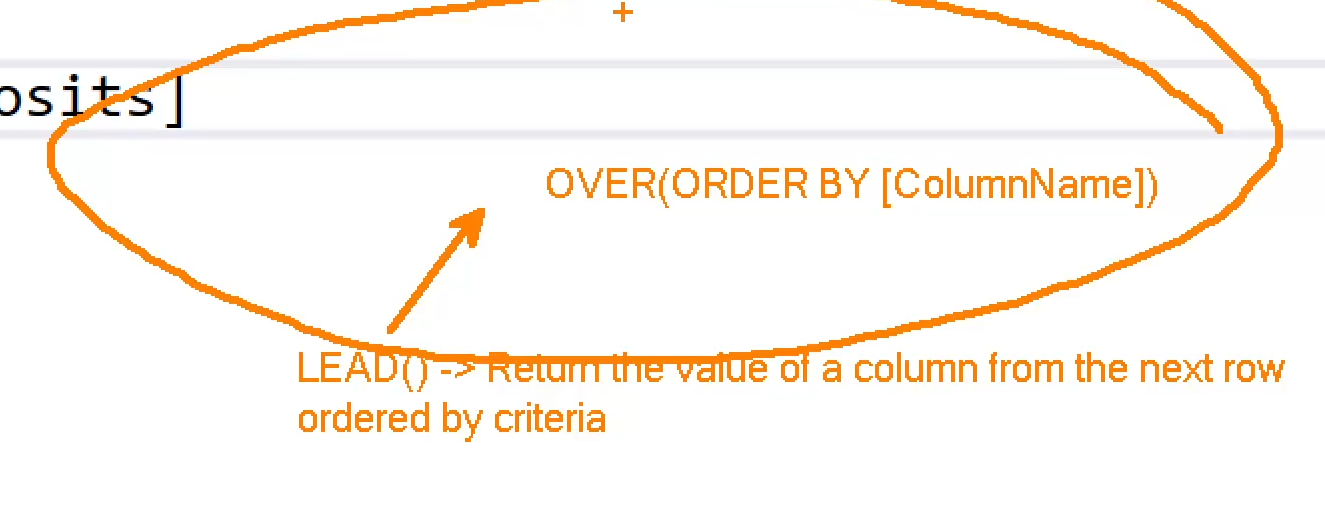 +
osits]
OVER(ORDER BY [ColumnName])
LEAD() -> Return the value of a column from the next row
ordered by criteria